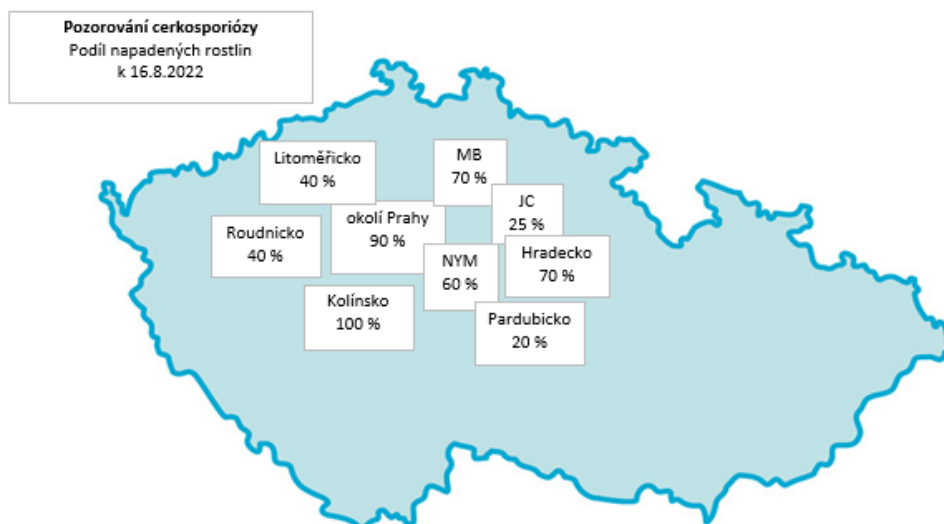 Pozorování cerkosporiózy
Podíl napadených rostlin
k 16.8.2022
Litoměřicko
40 %
MB
70 %
JC
25 %
okolí Prahy
90 %
Roudnicko
40 %
NYM
60 %
Hradecko
70 %
Kolínsko
100 %
Pardubicko
20 %